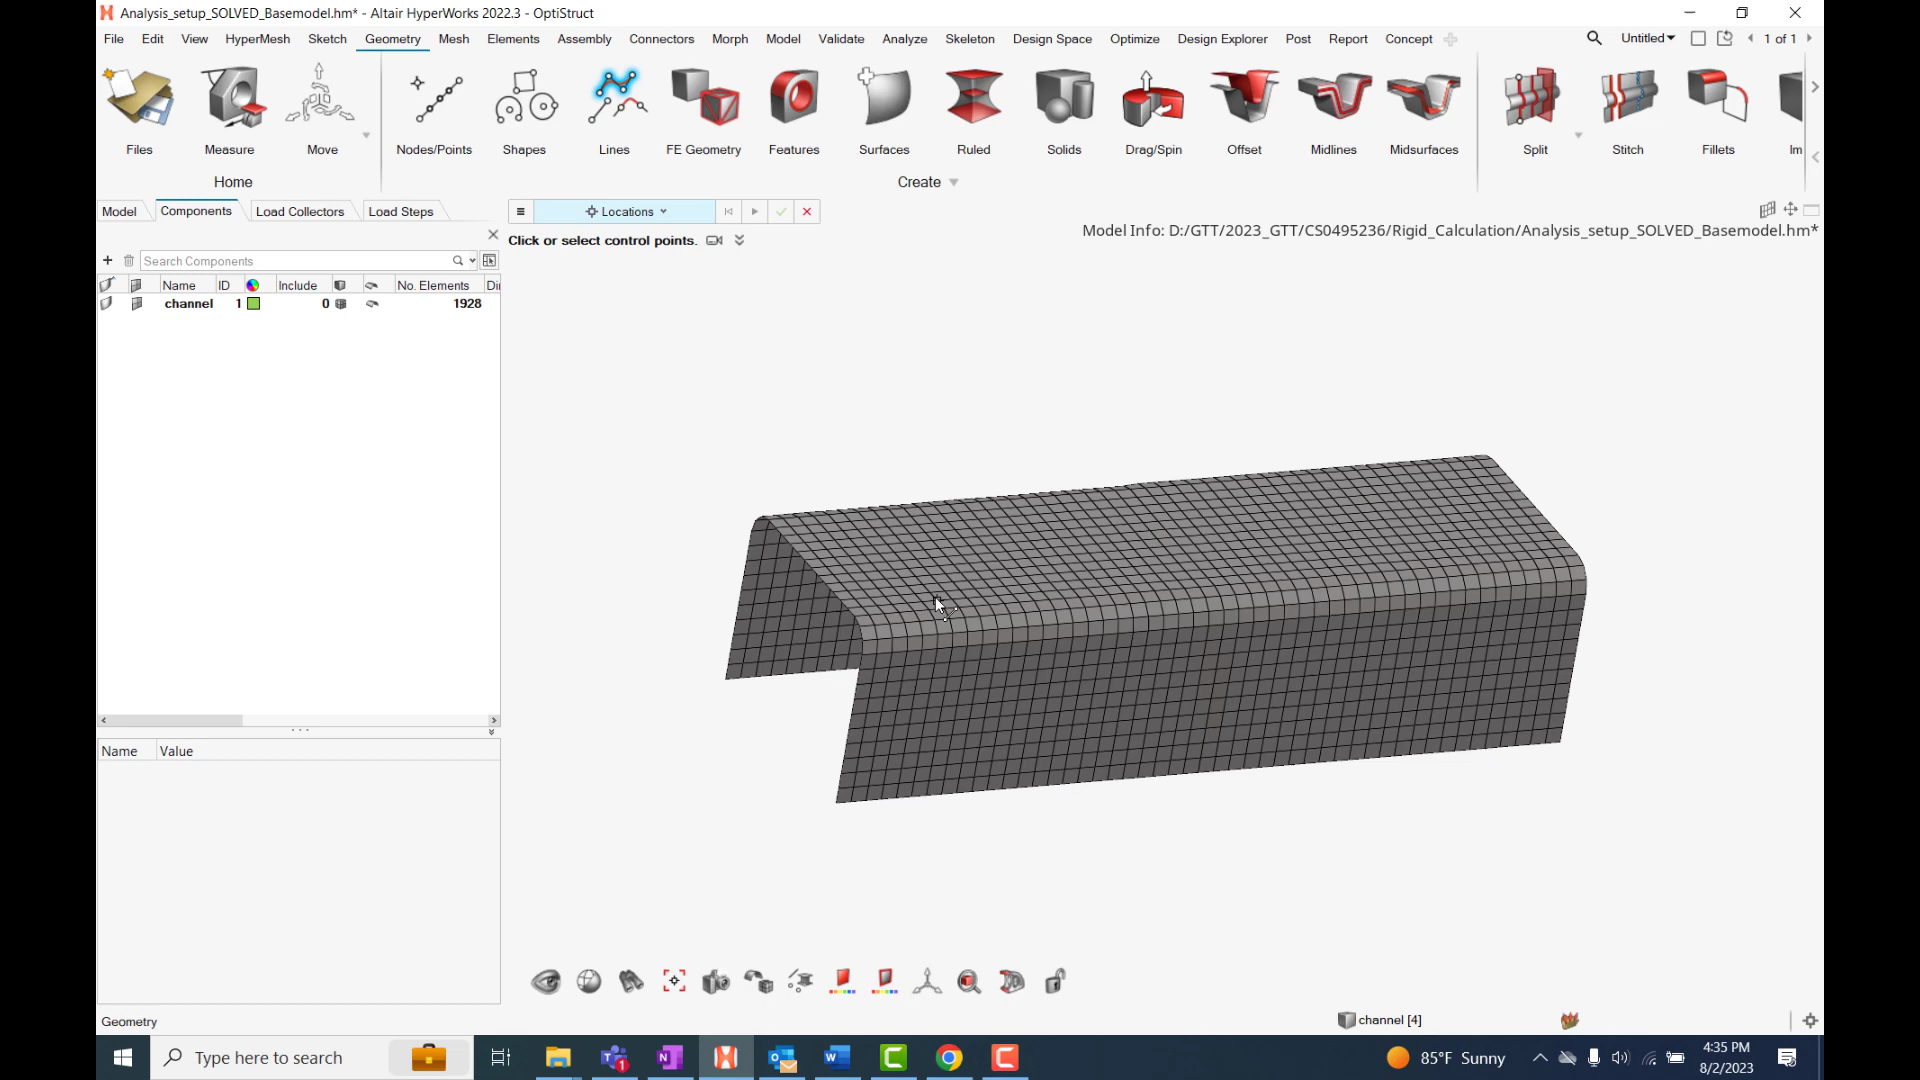 Analysis_setup_SOLVED_Basemodel.hm* - Altair HyperWorks 2022.3 - OptiStruct
File Edit View HyperMesh Sketch Geometry Mesh Elements Assembly Connectors Morph Model Validate Analyze Skeleton Design Space Optimize Design Explorer Post Report Concept Untitled 1 of 1
Files Measure Move Nodes/Points Shapes Lines FE Geometry Features Surfaces Ruled Solids Drag/Spin Offset Midlines Midsurfaces Split Stitch Fillets Im
Home Create
Model Components Load Collectors Load Steps Locations
Click or select control points.
Model Info: D:/GTT/2023_GTT/CS0495236/Rigid_Calculation/Analysis_setup_SOLVED_Basemodel.hm*
Search Components
Name ID Include No. Elements Di
channel 1 0 1928
Name Value
Geometry channel [4]
Type here to search 1 85°F Sunny 4:35 PM
8/2/2023